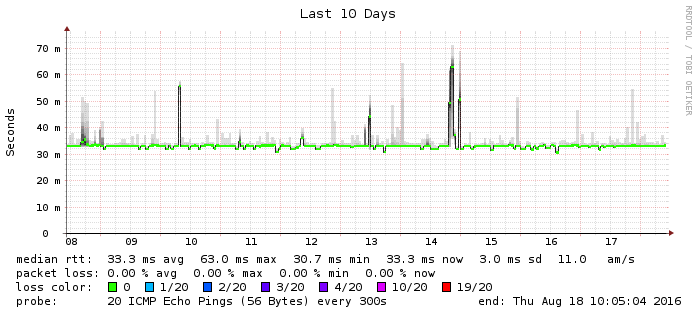 Last 10 Days
RRDTOOL / TOBI OETIKER
Seconds
70 m
60 m
50 m
40 m
30 m
20 m
10 m
0
08 09 10 11 12 13 14 15 16 17
median rtt: 33.3 ms avg 63.0 ms max 30.7 ms min 33.3 ms now 3.0 ms sd 11.0 am/s
packet loss: 0.00 % avg 0.00 % max 0.00 % min 0.00 % now
loss color: 0 1/20 2/20 3/20 4/20 10/20 19/20
probe: 20 ICMP Echo Pings (56 Bytes) every 300s end: Thu Aug 18 10:05:04 2016